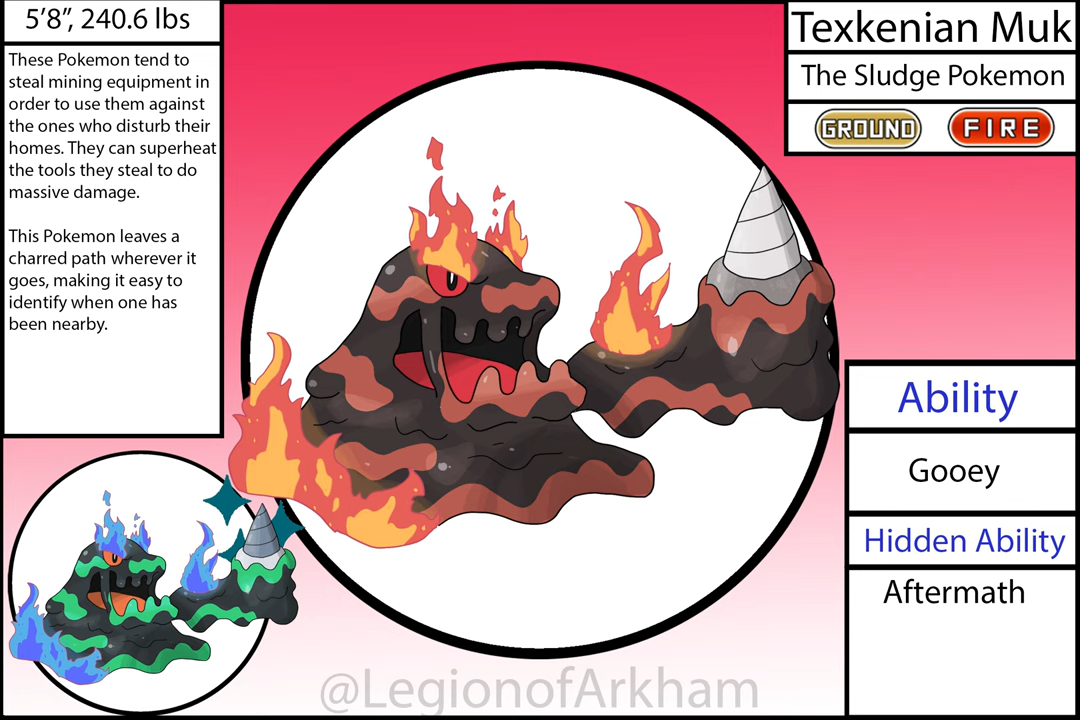 5’8”, 240.6 lbs
These Pokemon tend to
steal mining equipment in
order to use them against
the ones who disturb their
homes. They can superheat
the tools they steal to do
massive damage.
This Pokemon leaves a
charred path wherever it
goes, making it easy to
identify when one has
been nearby.
Texkenian Muk
The Sludge Pokemon
GROUND FIRE
Ability
Gooey
Hidden Ability
Aftermath
@LegionofArkham